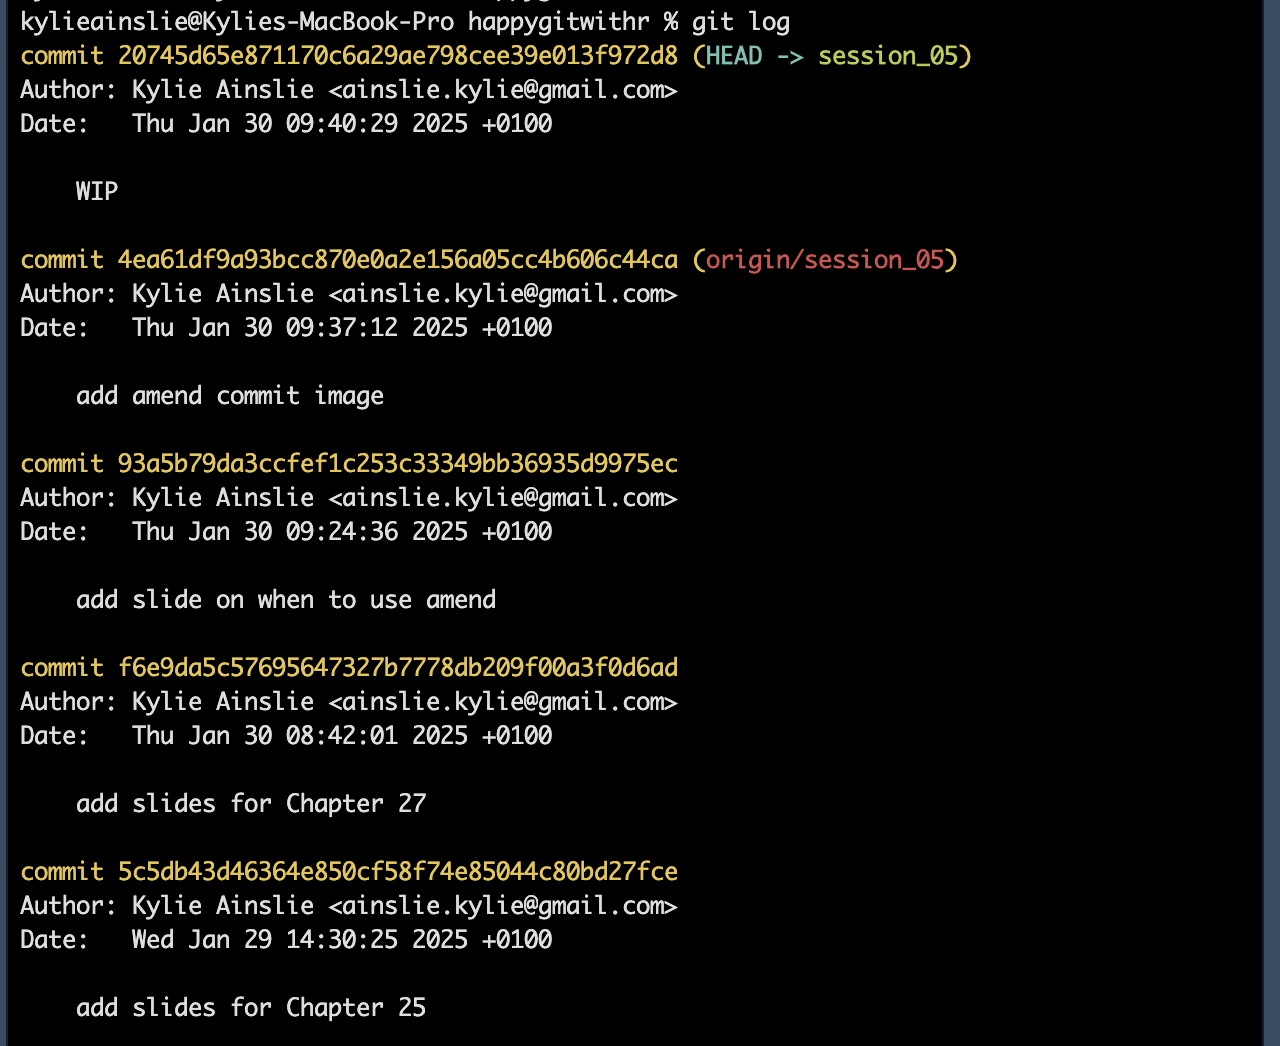 kylieainslie@Kylies-MacBook-Pro happygitwithr % git log
commit 20745d65e871170c6a29ae798cee39e013f972d8 (HEAD -> session_05)
Author: Kylie Ainslie <ainslie.kylie@gmail.com>
Date:   Thu Jan 30 09:40:29 2025 +0100
    WIP
commit 4ea61df9a93bcc870e0a2e156a05cc4b606c44ca (origin/session_05)
Author: Kylie Ainslie <ainslie.kylie@gmail.com>
Date:   Thu Jan 30 09:37:12 2025 +0100
    add amend commit image
commit 93a5b79da3ccfef1c253c33349bb36935d9975ec
Author: Kylie Ainslie <ainslie.kylie@gmail.com>
Date:   Thu Jan 30 09:24:36 2025 +0100
    add slide on when to use amend
commit f6e9da5c57695647327b7778db209f00a3f0d6ad
Author: Kylie Ainslie <ainslie.kylie@gmail.com>
Date:   Thu Jan 30 08:42:01 2025 +0100
    add slides for Chapter 27
commit 5c5db43d46364e850cf58f74e85044c80bd27fce
Author: Kylie Ainslie <ainslie.kylie@gmail.com>
Date:   Wed Jan 29 14:30:25 2025 +0100
    add slides for Chapter 25